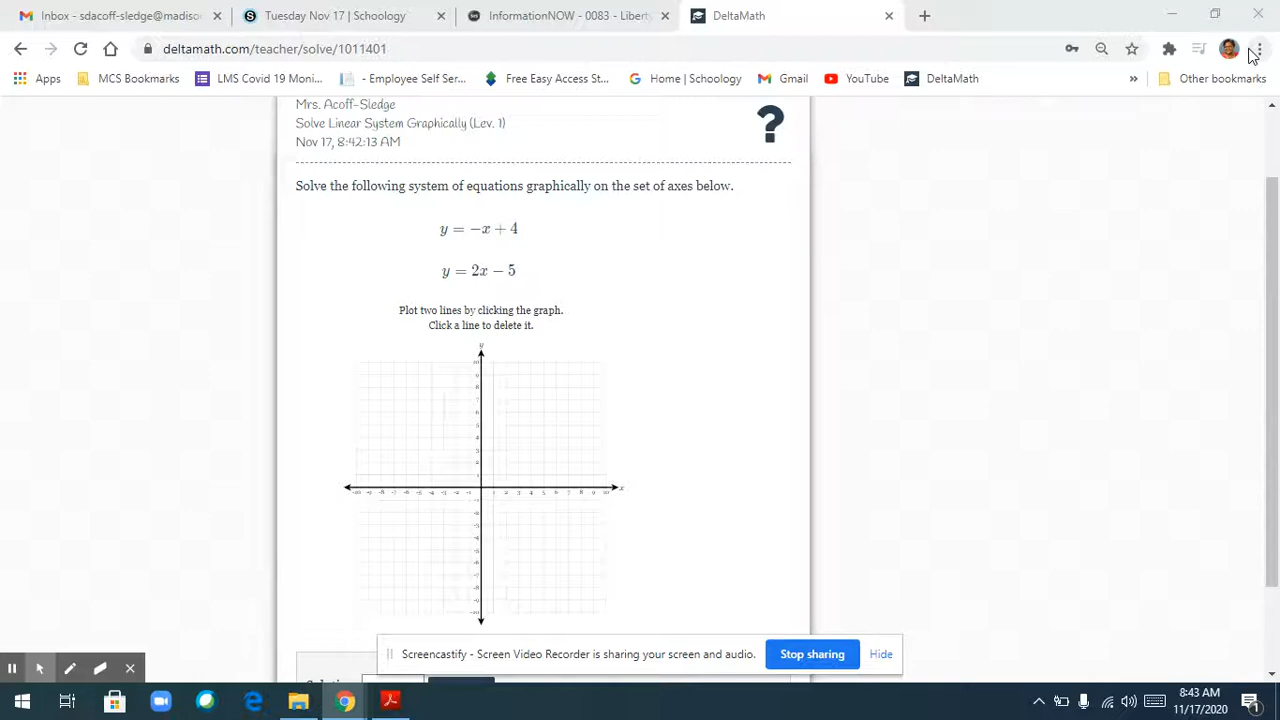 Inbox - sdacoff-sledge@madiso
Tuesday Nov 17 | Schoology
InformationNOW - 0083 - Libert
DeltaMath
deltamath.com/teacher/solve/1011401
Apps
MCS Bookmarks
LMS Covid 19 Moni...
- Employee Self Ser...
Free Easy Access St...
Home | Schoology
Gmail
YouTube
DeltaMath
Other bookmarks
Mrs. Acoff-Sledge
Solve Linear System Graphically (Lev. 1)
Nov 17, 8:42:13 AM
?
Solve the following system of equations graphically on the set of axes below.
y = −x + 4
y = 2x − 5
Plot two lines by clicking the graph.
Click a line to delete it.
y
x
Screencastify - Screen Video Recorder is sharing your screen and audio.
Stop sharing
Hide
8:43 AM
11/17/2020